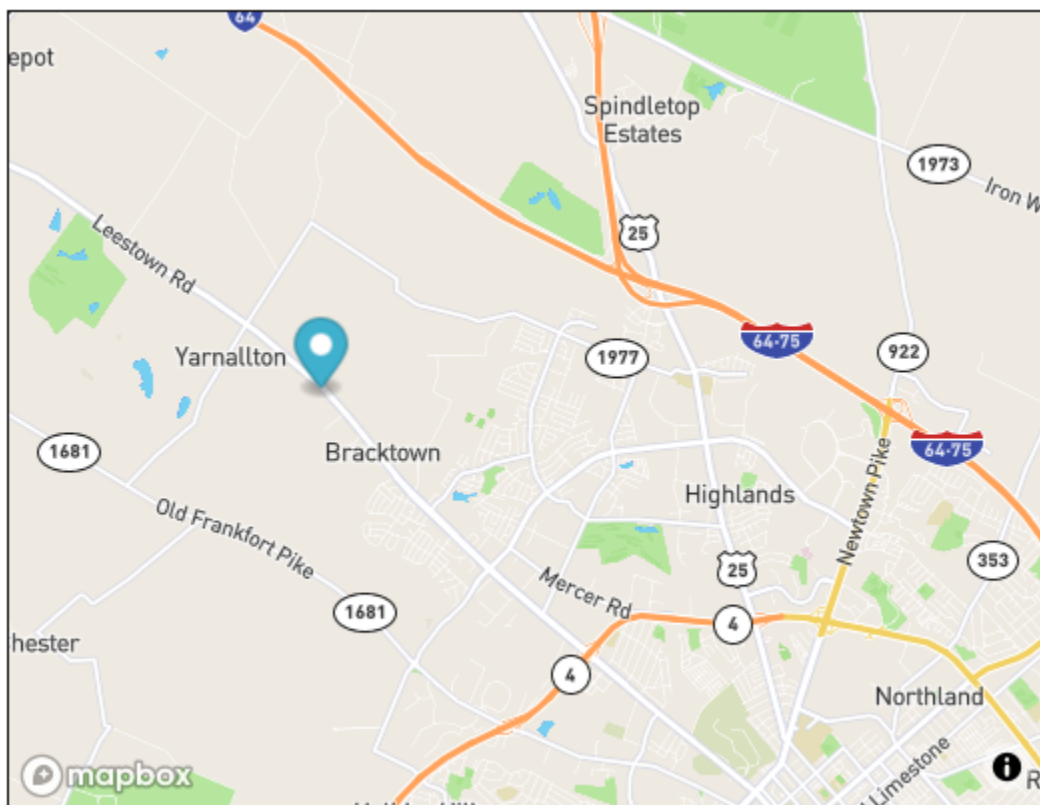 64
epot
Spindletop
Estates
1973
Iron W
25
Leestown Rd
64-75
Yarnallton
1977
922
1681
Bracktown
64-75
Newtown Pike
Highlands
Old Frankfort Pike
25
353
Mercer Rd
1681
4
hester
4
Northland
Limestone
mapbox
i
R